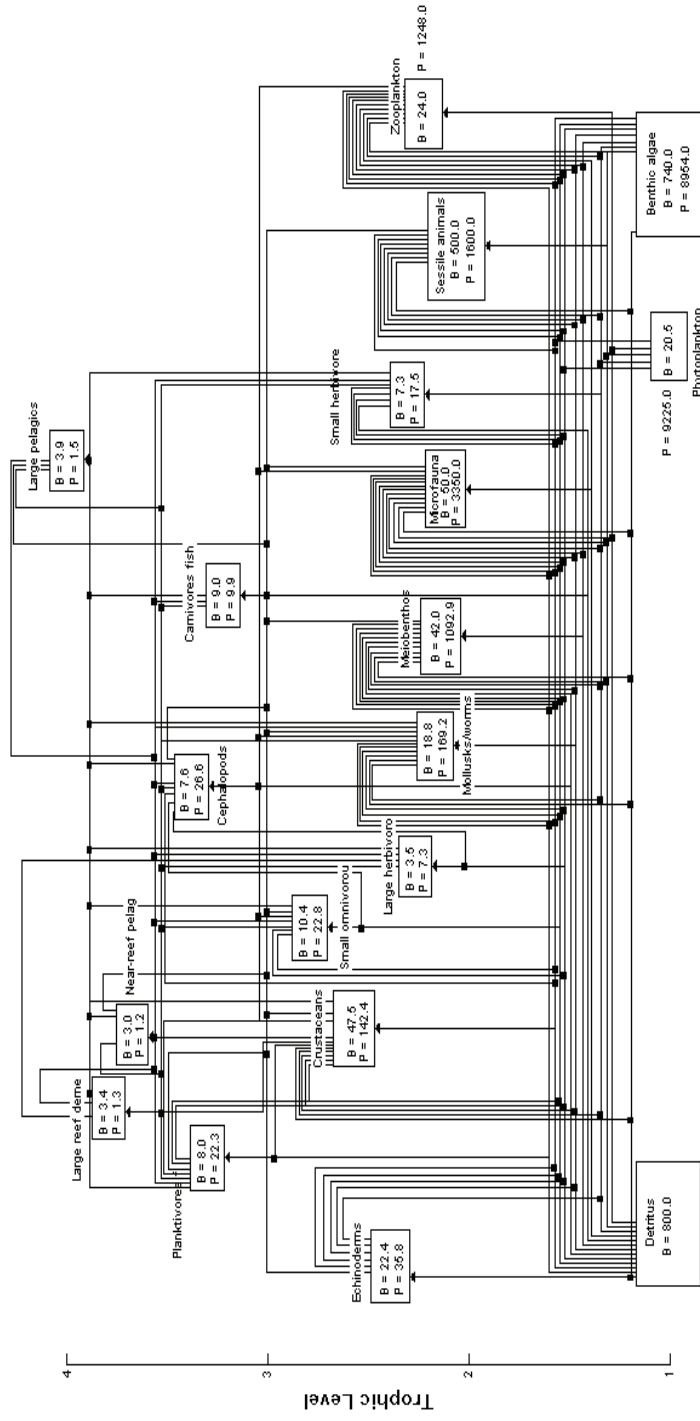 Trophic Level
4
3
2
1
Echinoderms
B = 22.4
P = 35.8
Detritus
B = 800.0
Planktivores f
B = 8.0
P = 22.3
Large reef deme
B = 3.4
P = 1.3
Near-reef pelag
B = 3.0
P = 1.2
Crustaceans
B = 47.5
P = 142.4
Small omnivorou
B = 10.4
P = 22.8
Large herbivoro
B = 3.5
P = 7.3
Cephalopods
B = 7.6
P = 26.6
Mollusks/worms
B = 18.8
P = 169.2
Meiobenthos
B = 42.0
P = 1092.9
Carnivores fish
B = 9.0
P = 9.9
Microfauna
B = 50.0
P = 3350.0
Large pelagics
B = 3.9
P = 1.5
Small herbivore
B = 7.3
P = 17.5
Phytoplankton
B = 20.5
P = 9225.0
Sessile animals
B = 500.0
P = 1600.0
Zooplankton
B = 24.0
P = 1248.0
Benthic algae
B = 740.0
P = 8954.0